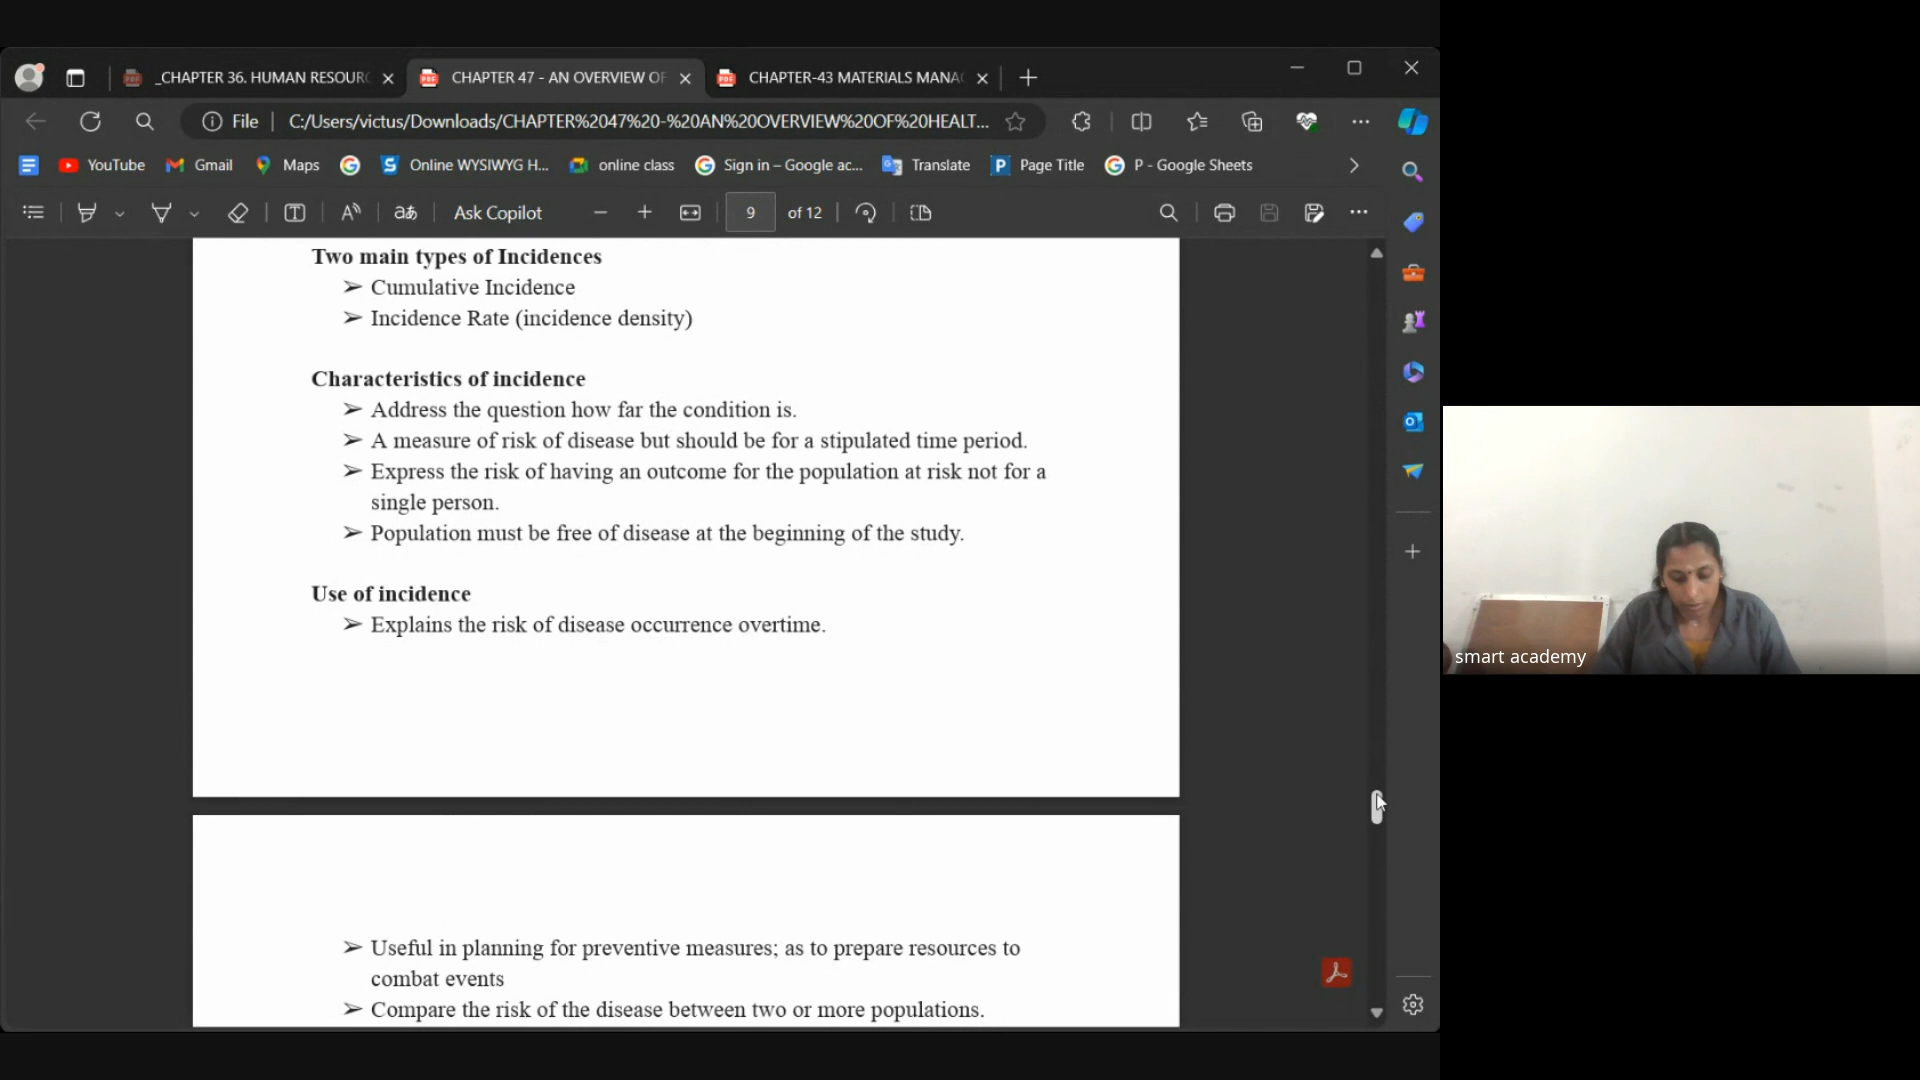 _CHAPTER 36. HUMAN RESOUR
CHAPTER 47 - AN OVERVIEW OF
CHAPTER-43 MATERIALS MANA
File
C:/Users/victus/Downloads/CHAPTER%2047%20-%20AN%20OVERVIEW%20OF%20HEALT...
YouTube
Gmail
Maps
Online WYSIWYG H...
online class
Sign in – Google ac...
Translate
Page Title
P - Google Sheets
Ask Copilot
9
of 12
Two main types of Incidences
➢ Cumulative Incidence
➢ Incidence Rate (incidence density)
Characteristics of incidence
➢ Address the question how far the condition is.
➢ A measure of risk of disease but should be for a stipulated time period.
➢ Express the risk of having an outcome for the population at risk not for a
single person.
➢ Population must be free of disease at the beginning of the study.
Use of incidence
➢ Explains the risk of disease occurrence overtime.
➢ Useful in planning for preventive measures; as to prepare resources to
combat events
➢ Compare the risk of the disease between two or more populations.
smart academy